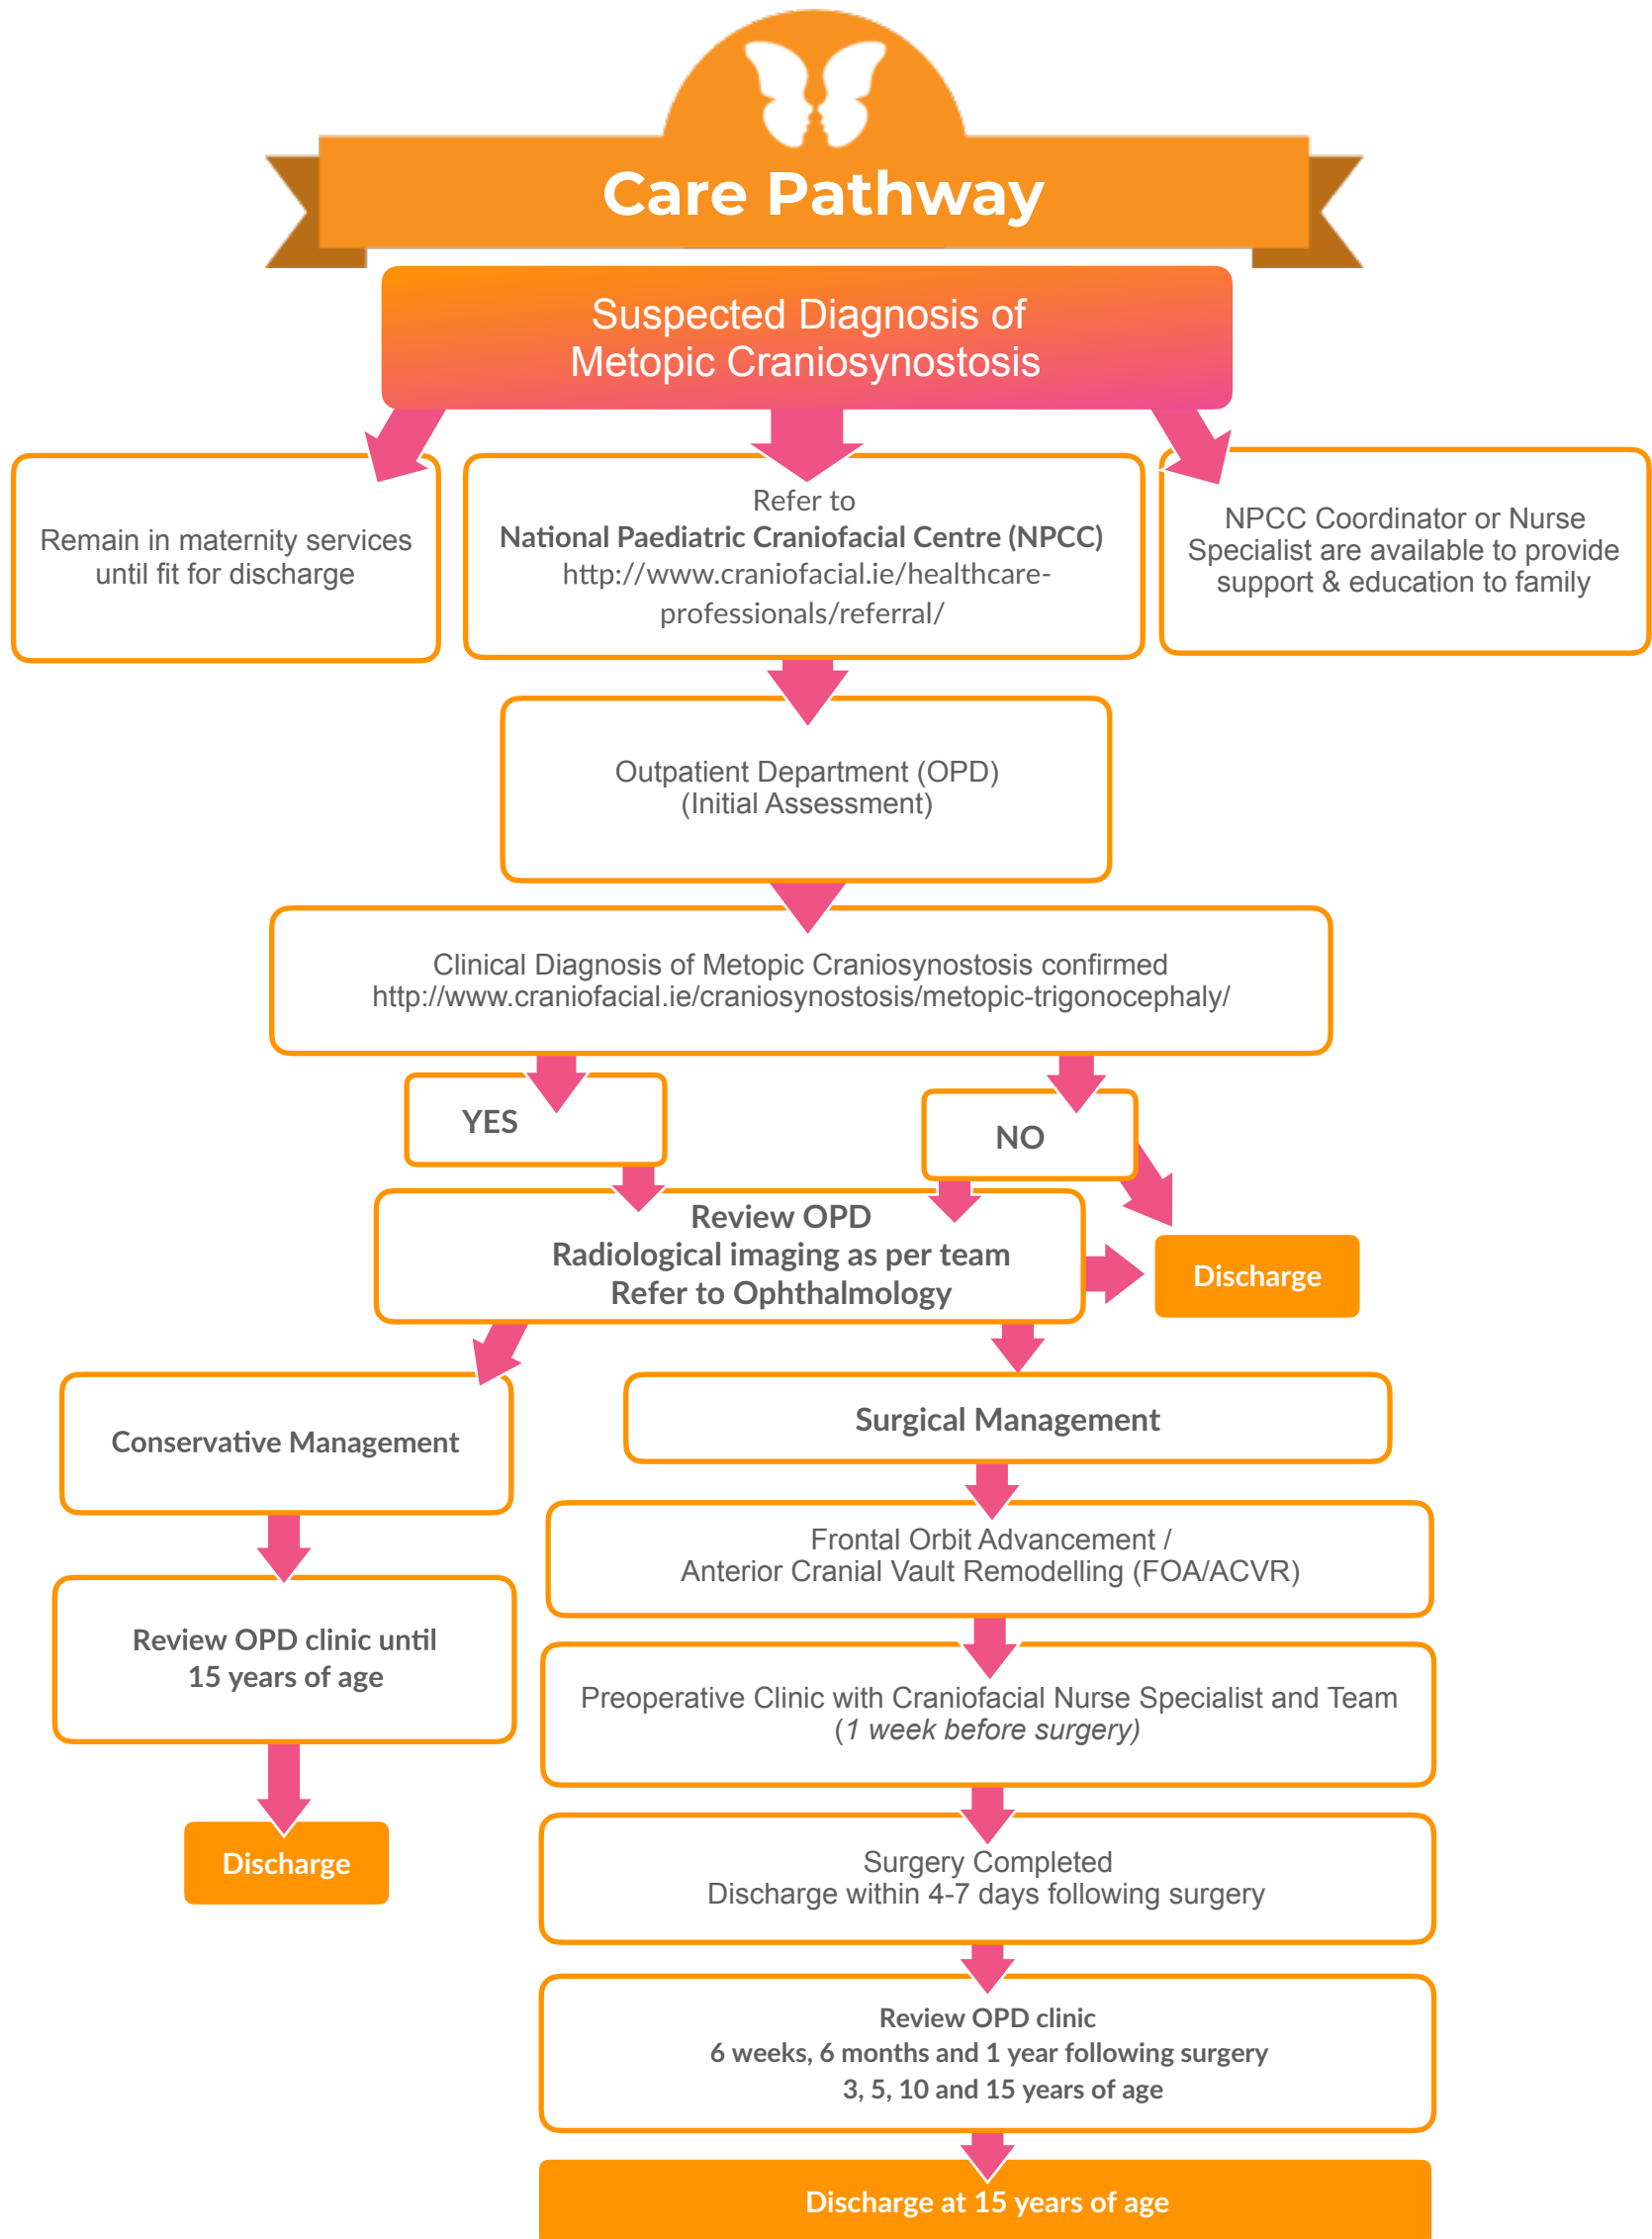 Care Pathway
Suspected Diagnosis of
Metopic Craniosynostosis
Remain in maternity services
until fit for discharge
Refer to
National Paediatric Craniofacial Centre (NPCC)
http://www.craniofacial.ie/healthcare-
professionals/referral/
NPCC Coordinator or Nurse
Specialist are available to provide
support & education to family
Outpatient Department (OPD)
(Initial Assessment)
Clinical Diagnosis of Metopic Craniosynostosis confirmed
http://www.craniofacial.ie/craniosynostosis/metopic-trigonocephaly/
YES
NO
Review OPD
Radiological imaging as per team
Refer to Ophthalmology
Discharge
Conservative Management
Surgical Management
Frontal Orbit Advancement /
Anterior Cranial Vault Remodelling (FOA/ACVR)
Review OPD clinic until
15 years of age
Preoperative Clinic with Craniofacial Nurse Specialist and Team
(1 week before surgery)
Discharge
Surgery Completed
Discharge within 4-7 days following surgery
Review OPD clinic
6 weeks, 6 months and 1 year following surgery
3, 5, 10 and 15 years of age
Discharge at 15 years of age